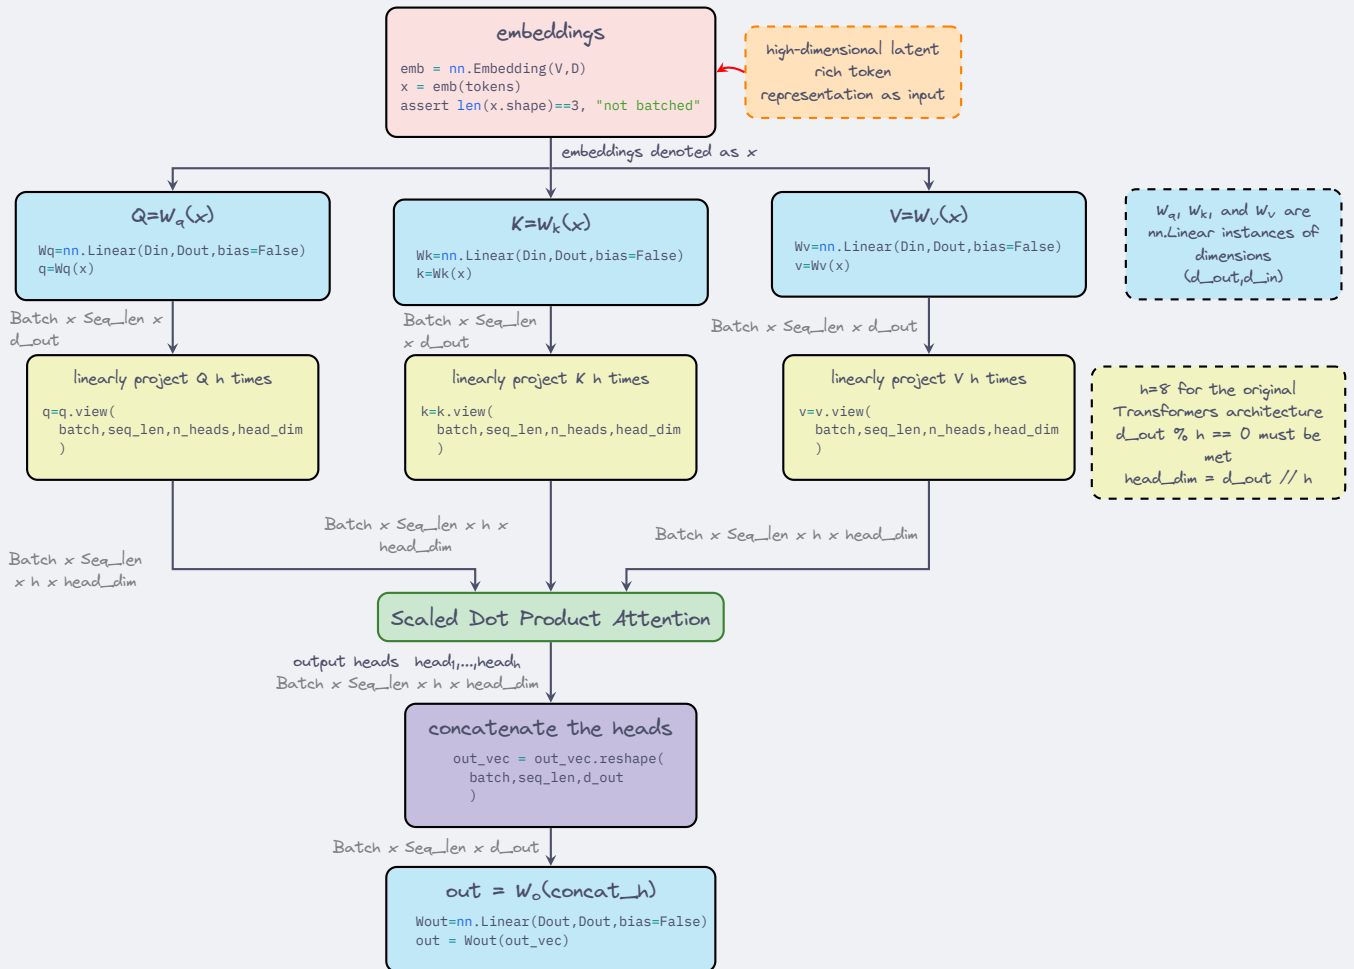 embeddings
emb = nn.Embedding(V,D)
x = emb(tokens)
assert len(x.shape)==3, "not batched"
high-dimensional latent
rich token
representation as input
embeddings denoted as x
Q=W_q(x)
Wq=nn.Linear(Din,Dout,bias=False)
q=Wq(x)
K=W_k(x)
Wk=nn.Linear(Din,Dout,bias=False)
k=Wk(x)
V=W_v(x)
Wv=nn.Linear(Din,Dout,bias=False)
v=Wv(x)
W_q, W_k, and W_v are
nn.Linear instances of
dimensions
(d_out,d_in)
Batch x Seq_len x
d_out
Batch x Seq_len
x d_out
Batch x Seq_len x d_out
linearly project Q h times
q=q.view(
batch,seq_len,n_heads,head_dim
)
linearly project K h times
k=k.view(
batch,seq_len,n_heads,head_dim
)
linearly project V h times
v=v.view(
batch,seq_len,n_heads,head_dim
)
h=8 for the original
Transformers architecture
d_out % h == 0 must be
met
head_dim = d_out // h
Batch x Seq_len
x h x head_dim
Batch x Seq_len x h x
head_dim
Batch x Seq_len x h x head_dim
Scaled Dot Product Attention
output heads head₁,...,headₕ
Batch x Seq_len x h x head_dim
concatenate the heads
out_vec = out_vec.reshape(
batch,seq_len,d_out
)
Batch x Seq_len x d_out
out = W_o(concat_h)
Wout=nn.Linear(Dout,Dout,bias=False)
out = Wout(out_vec)